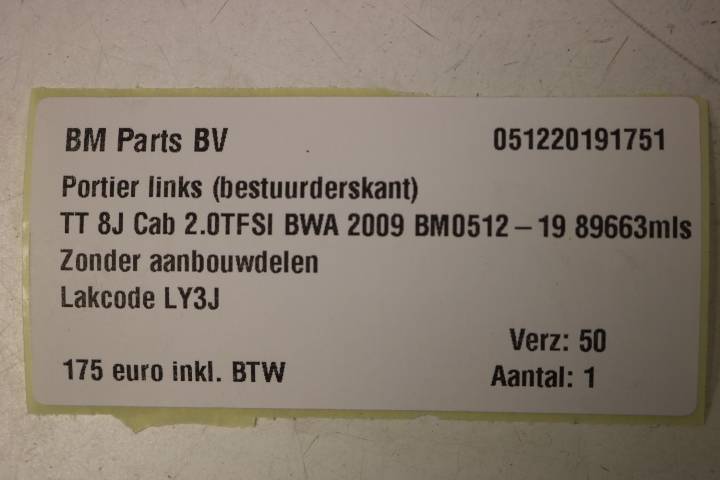 BM Parts BV 051220191751
Portier links (bestuurderskant)
TT 8J Cab 2.0TFSI BWA 2009 BM0512 – 19 89663mls
Zonder aanbouwdelen
Lakcode LY3J
Verz: 50
175 euro inkl. BTW Aantal: 1